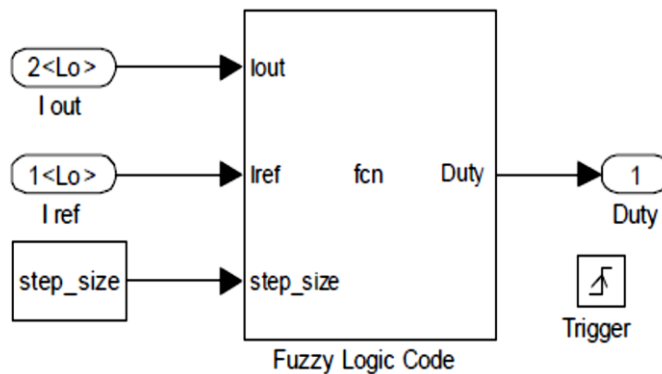 2<Lo>
I out
Iout
1<Lo>
I ref
Iref
fcn
Duty
1
Duty
step_size
step_size
Trigger
Fuzzy Logic Code